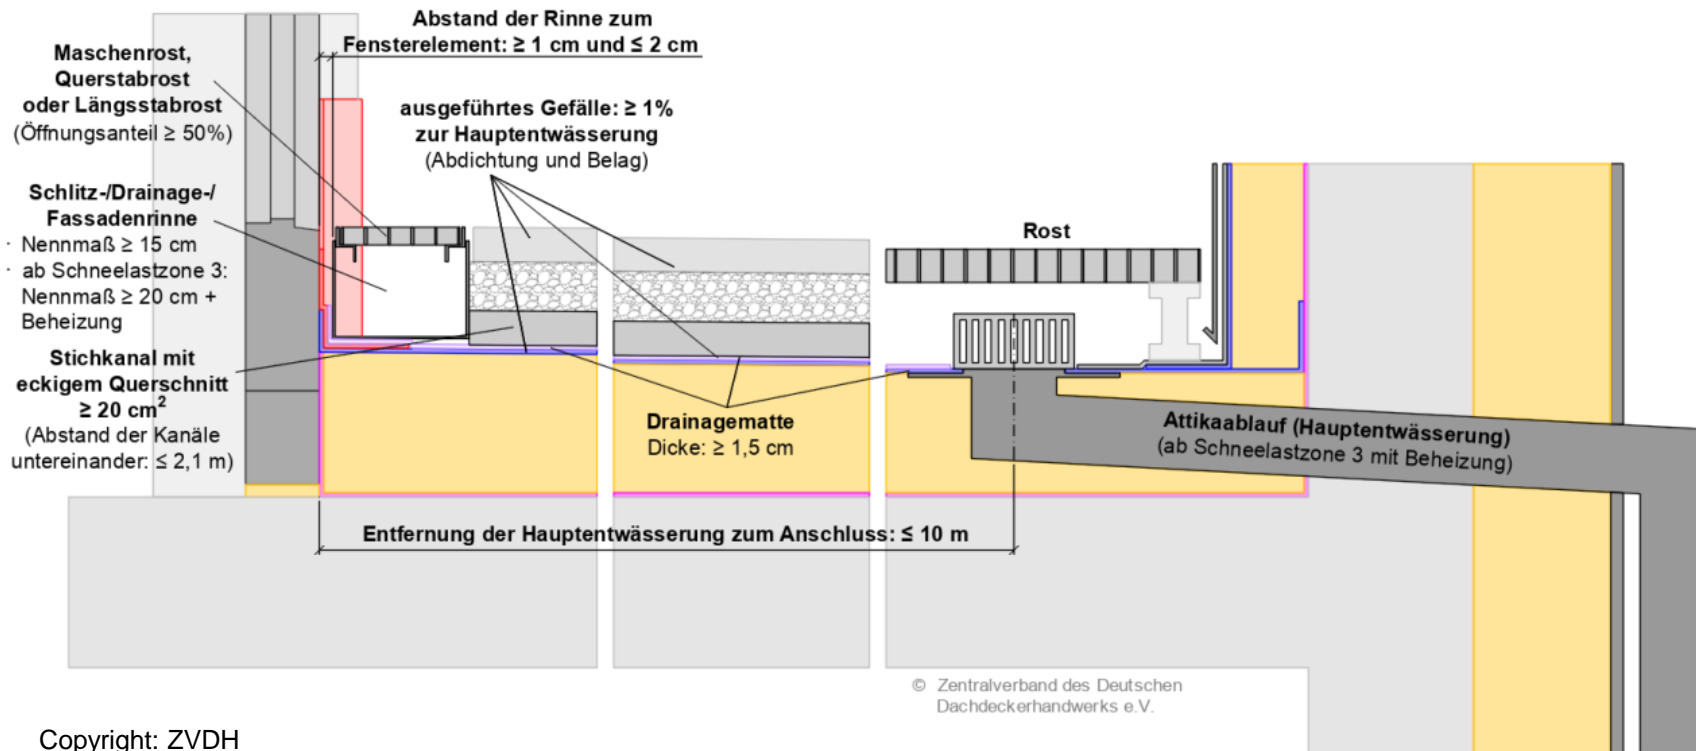 Abstand der Rinne zum
Fensterelement: ≥ 1 cm und ≤ 2 cm
Maschenrost,
Querstabrost
oder Längsstabrost
(Öffnungsanteil ≥ 50%)
ausgeführtes Gefälle: ≥ 1%
zur Hauptentwässerung
(Abdichtung und Belag)
Schlitz-/Drainage-/
Fassadenrinne
· Nennmaß ≥ 15 cm
· ab Schneelastzone 3:
Nennmaß ≥ 20 cm +
Beheizung
Rost
Stichkanal mit
eckigem Querschnitt
≥ 20 cm²
(Abstand der Kanäle
untereinander: ≤ 2,1 m)
Drainagematte
Dicke: ≥ 1,5 cm
Attikaablauf (Hauptentwässerung)
(ab Schneelastzone 3 mit Beheizung)
Entfernung der Hauptentwässerung zum Anschluss: ≤ 10 m
© Zentralverband des Deutschen
Dachdeckerhandwerks e.V.
Copyright: ZVDH